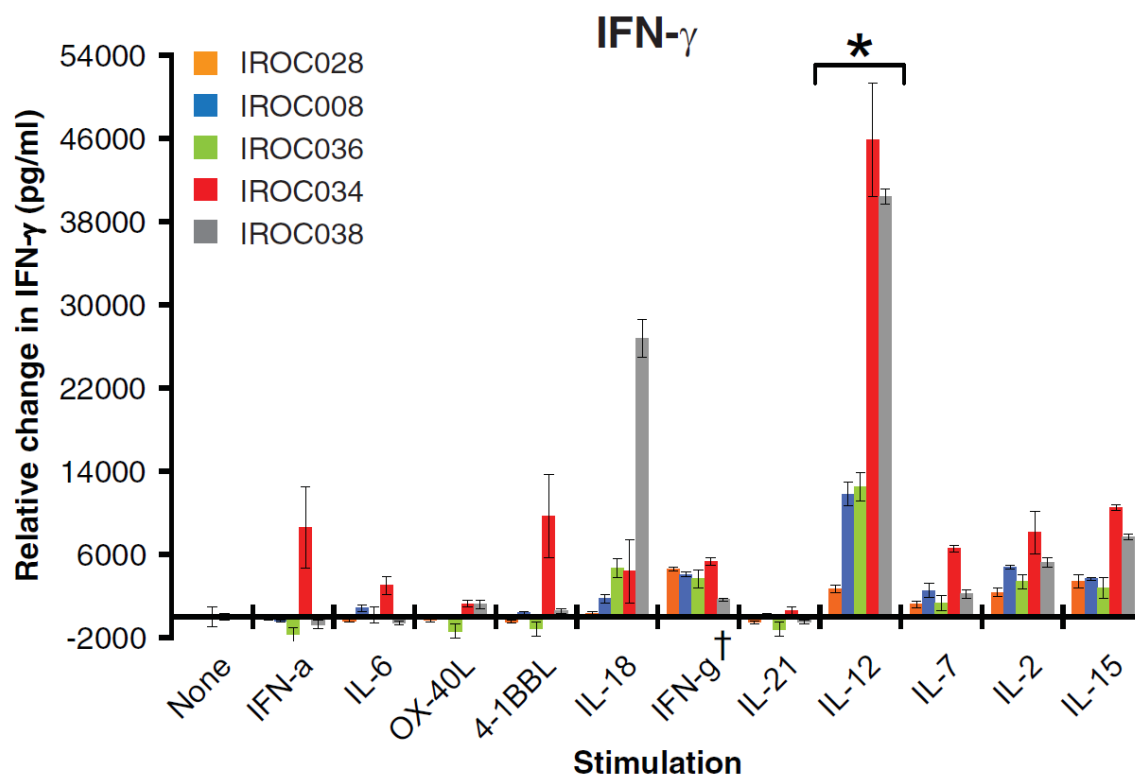 IFN-γ
*
54000
46000
38000
30000
22000
14000
6000
-2000
Relative change in IFN-γ (pg/ml)
IROC028
IROC008
IROC036
IROC034
IROC038
None
IFN-a
IL-6
OX-40L
4-1BBL
IL-18
IFN-g†
IL-21
IL-12
IL-7
IL-2
IL-15
Stimulation